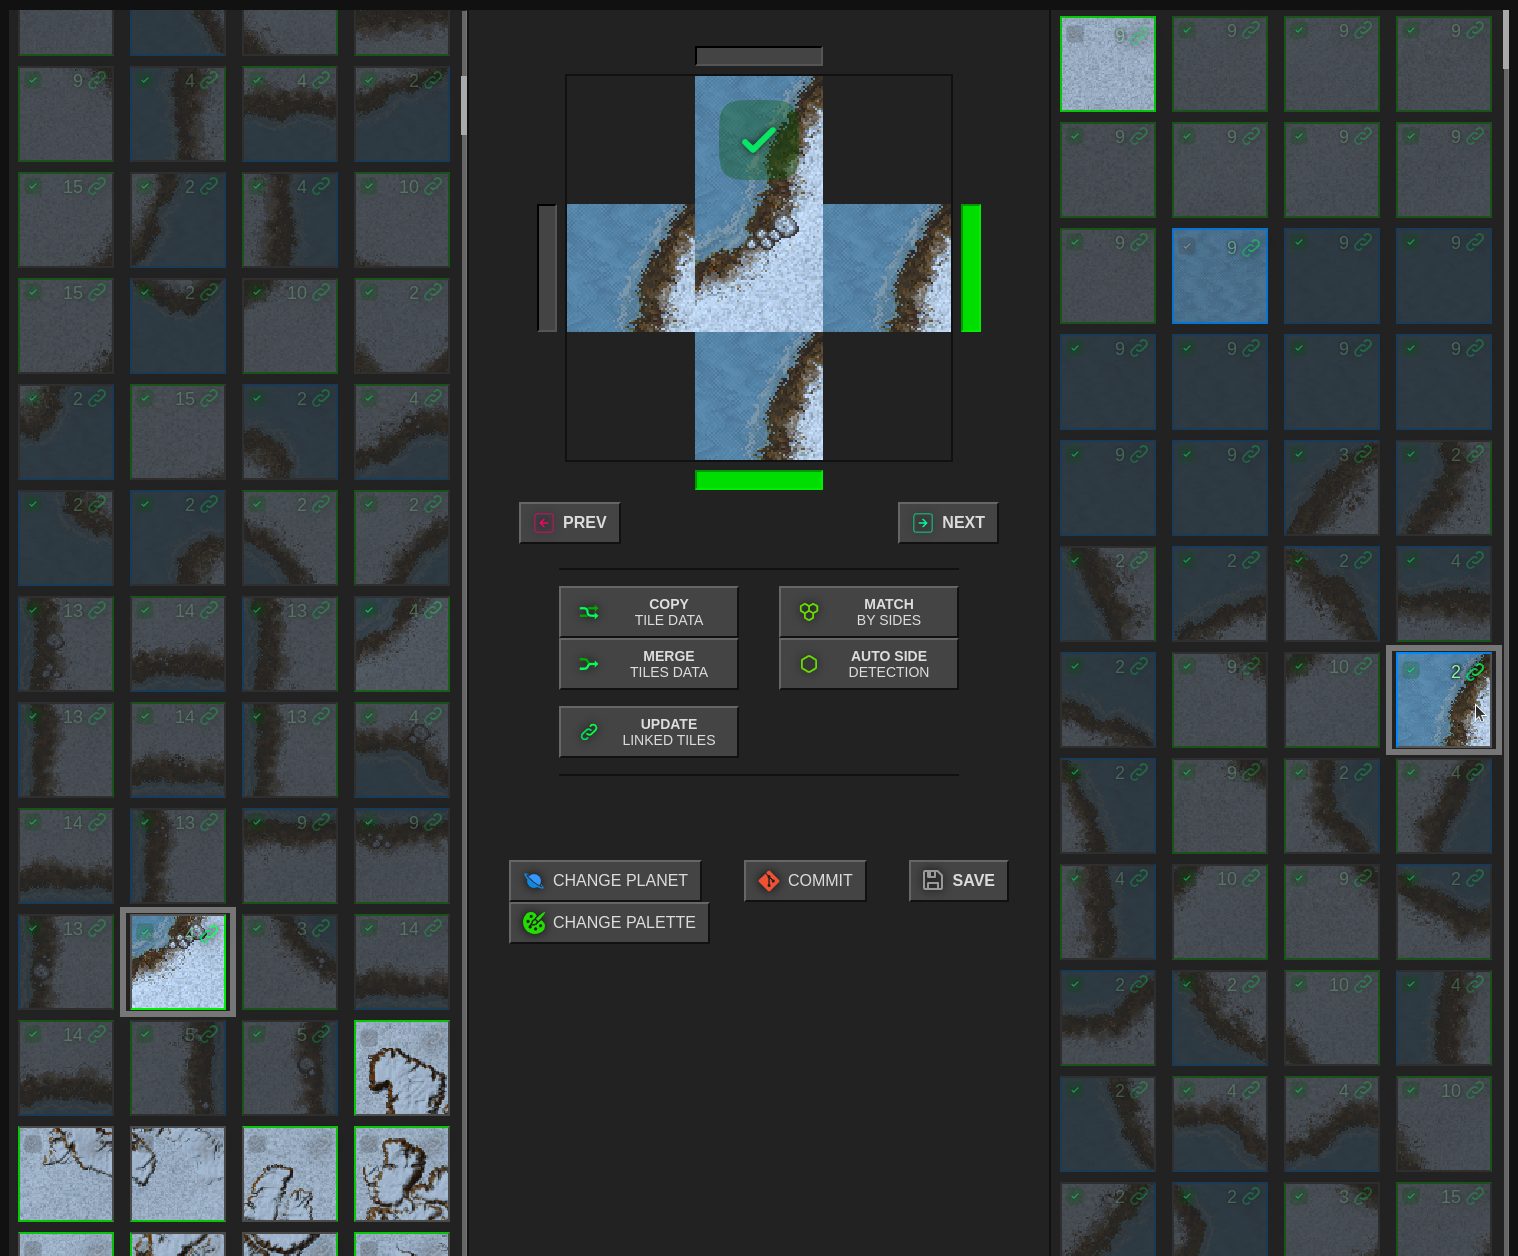 9 4 4 2
15 2 4 10
15 2 10 2
2 15 2 4
2 2 2 2
13 14 13 4
13 14 13 4
14 13 9 9
13 3 14
14 5 5
PREV
NEXT
COPY
TILE DATA
MATCH
BY SIDES
MERGE
TILES DATA
AUTO SIDE
DETECTION
UPDATE
LINKED TILES
CHANGE PLANET
COMMIT
SAVE
CHANGE PALETTE
9 9 9 9
9 9 9 9
9 9 9 9
9 9 9 9
9 9 3 2
2 2 2 4
2 9 10 2
2 9 2 4
4 10 9 2
2 2 10 4
2 4 4 10
2 2 3 15